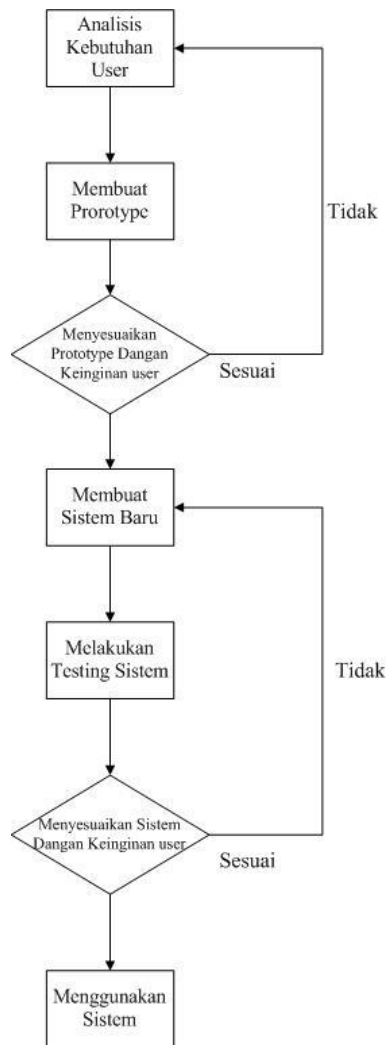 Analisis
Kebutuhan
User
Membuat
Prorotype
Tidak
Menyesuaikan
Prototype Dangan
Keinginan user
Sesuai
Membuat
Sistem Baru
Melakukan
Testing Sistem
Tidak
Menyesuaikan Sistem
Dangan Keinginan user
Sesuai
Menggunakan
Sistem